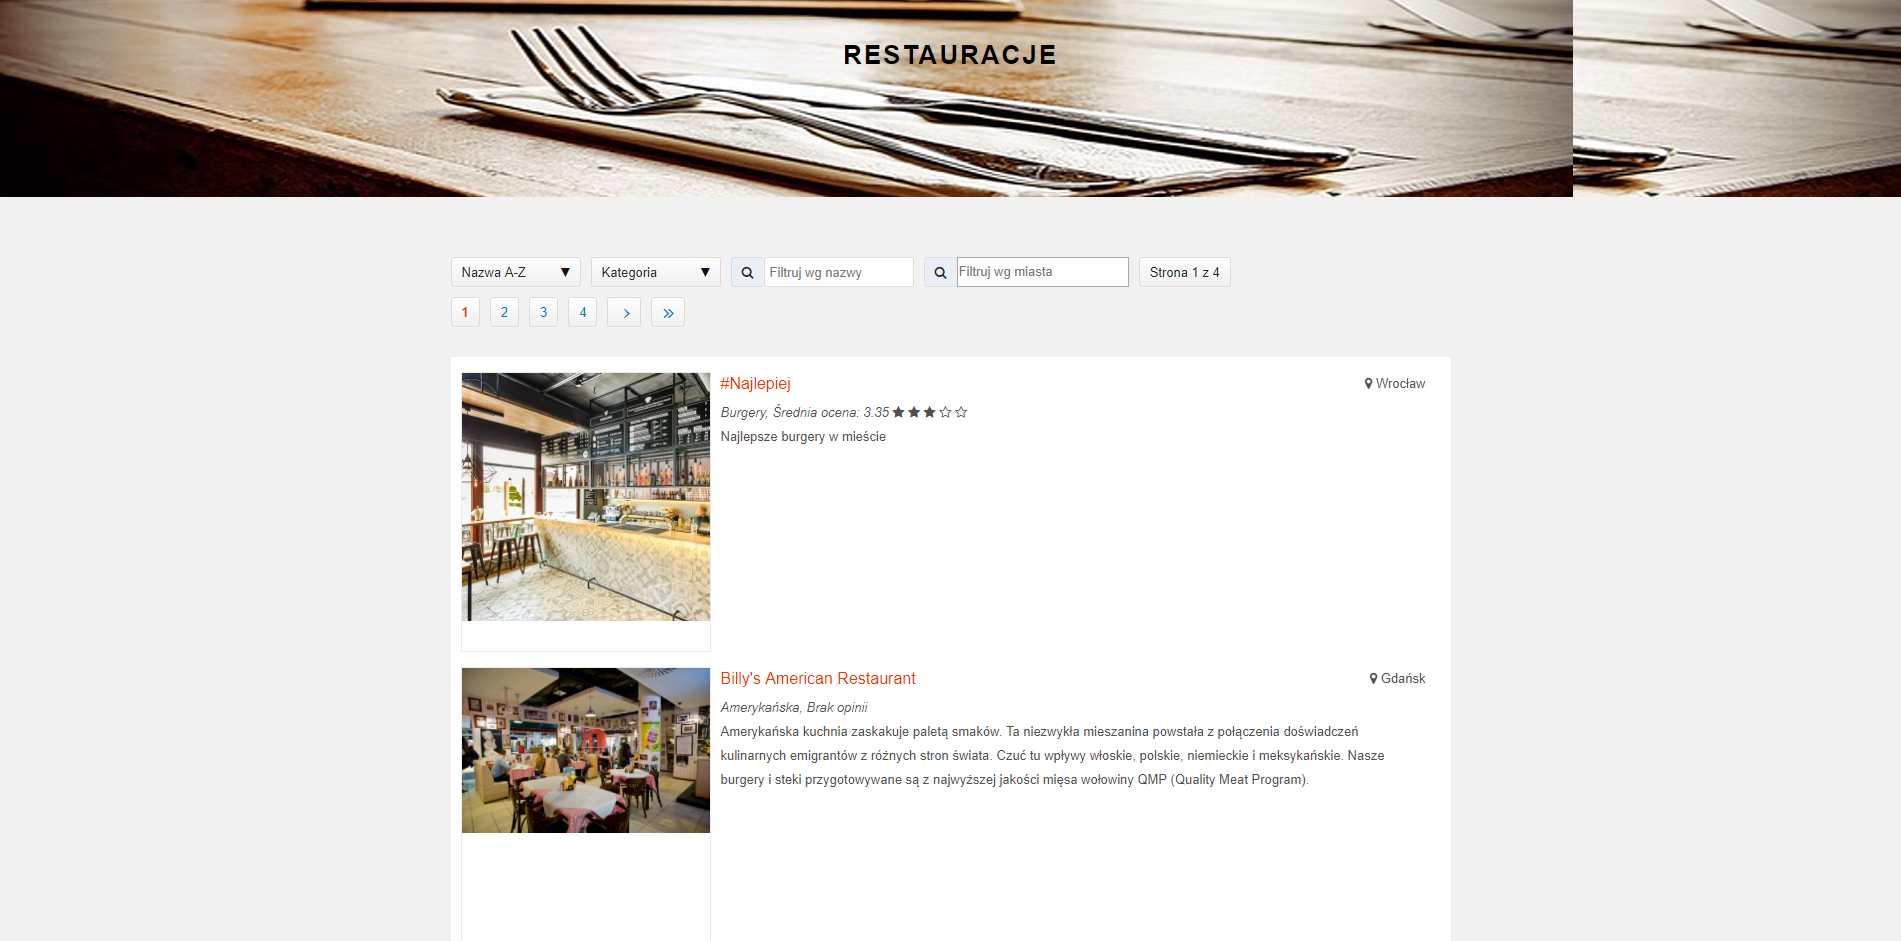 RESTAURACJE
Nazwa A-Z ▼ Kategoria ▼ Filtruj wg nazwy Filtruj wg miasta Strona 1 z 4
1 2 3 4 › »
#Najlepiej Wrocław
Burgery, Średnia ocena: 3.35 ★★★☆☆
Najlepsze burgery w mieście
Billy's American Restaurant Gdańsk
Amerykańska, Brak opinii
Amerykańska kuchnia zaskakuje paletą smaków. Ta niezwykła mieszanina powstała z połączenia doświadczeń
kulinarnych emigrantów z różnych stron świata. Czuć tu wpływy włoskie, polskie, niemieckie i meksykańskie. Nasze
burgery i steki przygotowywane są z najwyższej jakości mięsa wołowiny QMP (Quality Meat Program).